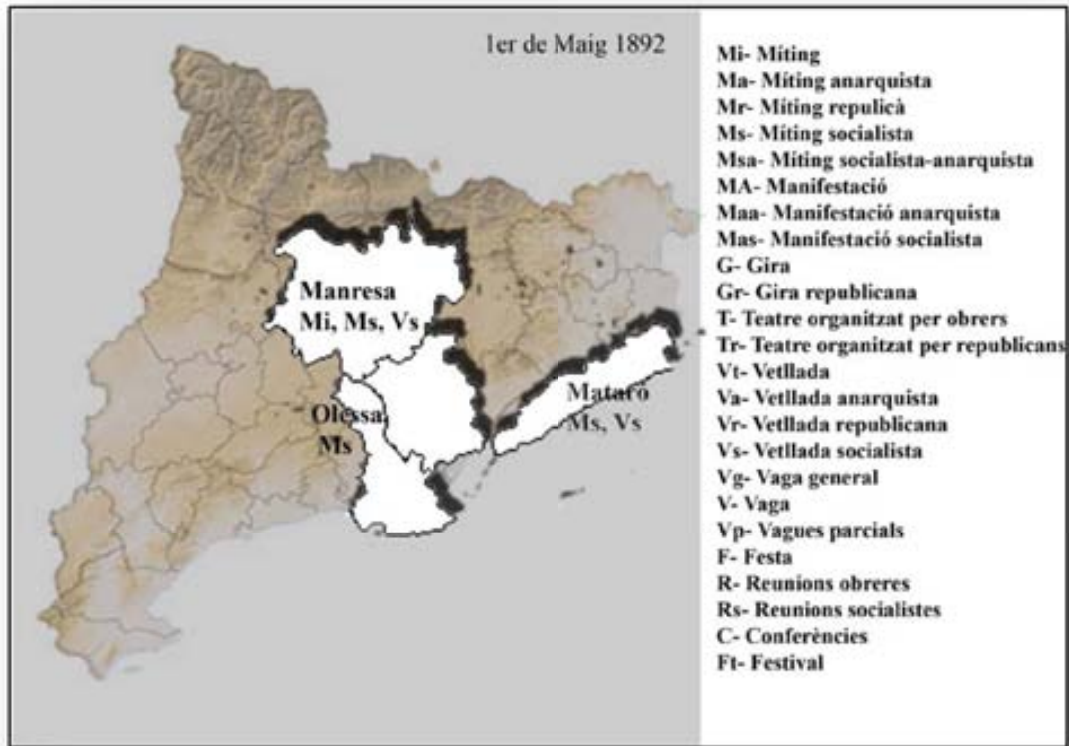 1er de Maig 1892
Manresa
Mi, Ms, Vs
Olessa
Ms
Mataró
Ms, Vs
Mi- Míting
Ma- Míting anarquista
Mr- Míting repulicà
Ms- Míting socialista
Msa- Míting socialista-anarquista
MA- Manifestació
Maa- Manifestació anarquista
Mas- Manifestació socialista
G- Gira
Gr- Gira republicana
T- Teatre organitzat per obrers
Tr- Teatre organitzat per republicans
Vt- Vetllada
Va- Vetllada anarquista
Vr- Vetllada republicana
Vs- Vetllada socialista
Vg- Vaga general
V- Vaga
Vp- Vagues parcials
F- Festa
R- Reunions obreres
Rs- Reunions socialistes
C- Conferències
Ft- Festival